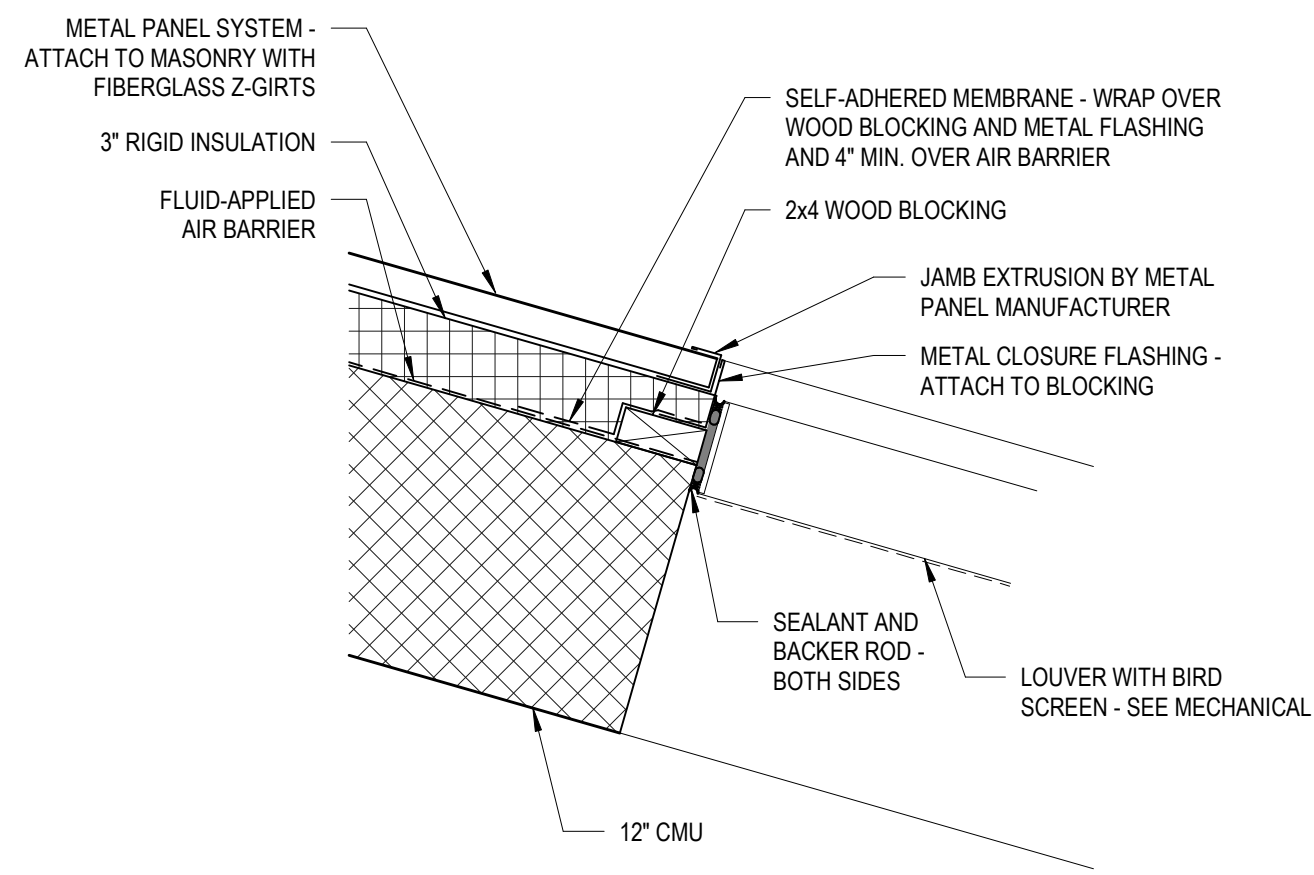 METAL PANEL SYSTEM -
ATTACH TO MASONRY WITH
FIBERGLASS Z-GIRTS
3" RIGID INSULATION
FLUID-APPLIED
AIR BARRIER
SELF-ADHERED MEMBRANE - WRAP OVER
WOOD BLOCKING AND METAL FLASHING
AND 4" MIN. OVER AIR BARRIER
2x4 WOOD BLOCKING
JAMB EXTRUSION BY METAL
PANEL MANUFACTURER
METAL CLOSURE FLASHING -
ATTACH TO BLOCKING
SEALANT AND
BACKER ROD -
BOTH SIDES
LOUVER WITH BIRD
SCREEN - SEE MECHANICAL
12" CMU